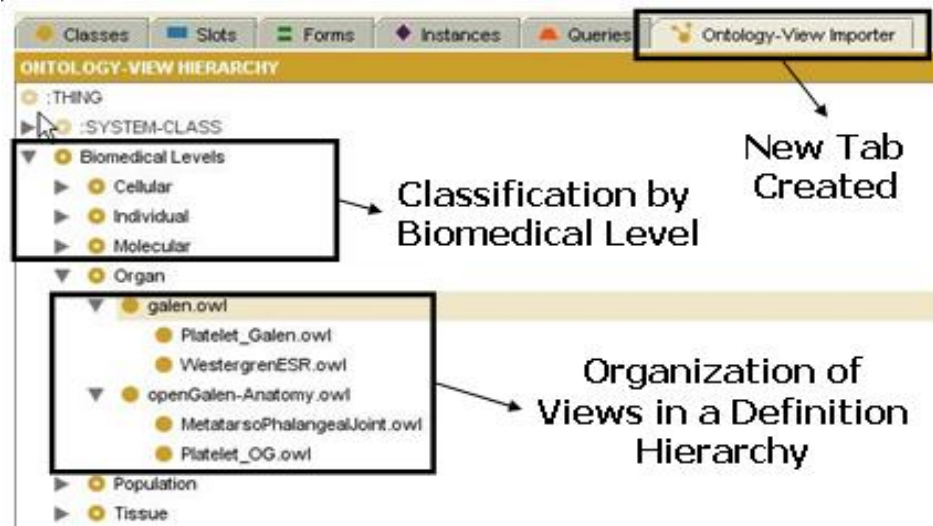 Classes Slots Forms Instances Queries Ontology-View Importer
ONTOLOGY-VIEW HIERARCHY
:THING
:SYSTEM-CLASS
Biomedical Levels
Cellular
Individual
Molecular
Organ
galen.owl
Platelet_Galen.owl
WestergrenESR.owl
openGalen-Anatomy.owl
MetatarsoPhalangealJoint.owl
Platelet_OG.owl
Population
Tissue
New Tab
Created
Classification by
Biomedical Level
Organization of
Views in a Definition
Hierarchy